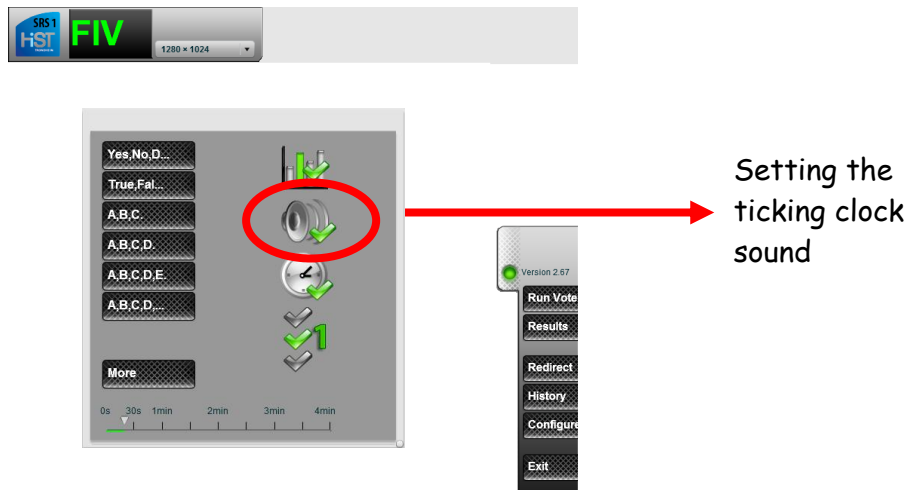 SRS 1
HiST
FIV
1280 × 1024
Yes,No,D...
True,Fal...
A,B,C.
A,B,C,D.
A,B,C,D,E.
A,B,C,D,...
More
0s 30s 1min 2min 3min 4min
1
Setting the
ticking clock
sound
Version 2.67
Run Vote
Results
Redirect
History
Configure
Exit